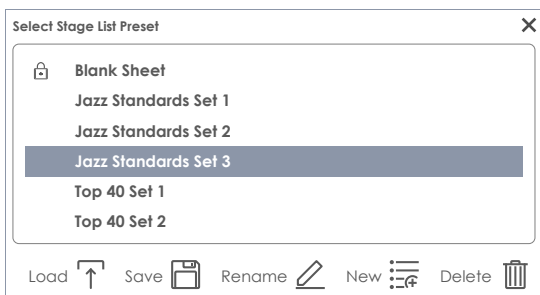 Select Stage List Preset
Blank Sheet
Jazz Standards Set 1
Jazz Standards Set 2
Jazz Standards Set 3
Top 40 Set 1
Top 40 Set 2
Load Save Rename New Delete